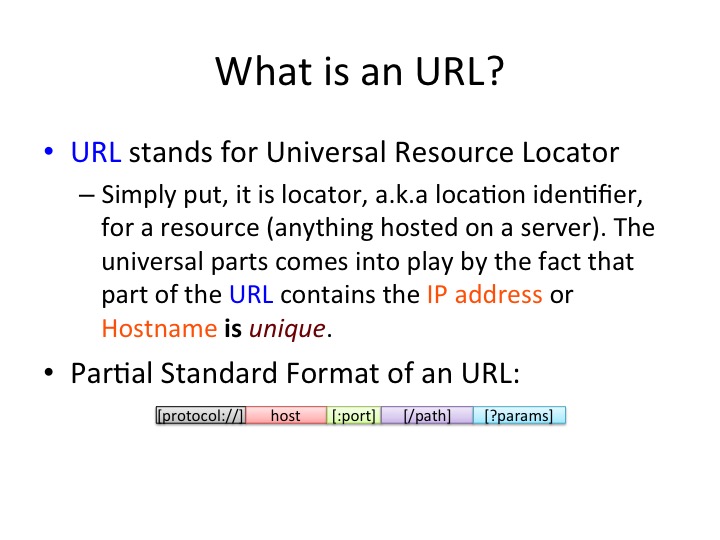 What is an URL?
• URL stands for Universal Resource Locator
– Simply put, it is locator, a.k.a location identifier,
for a resource (anything hosted on a server). The
universal parts comes into play by the fact that
part of the URL contains the IP address or
Hostname is unique.
• Partial Standard Format of an URL:
[protocol://] host [:port] [/path] [?params]